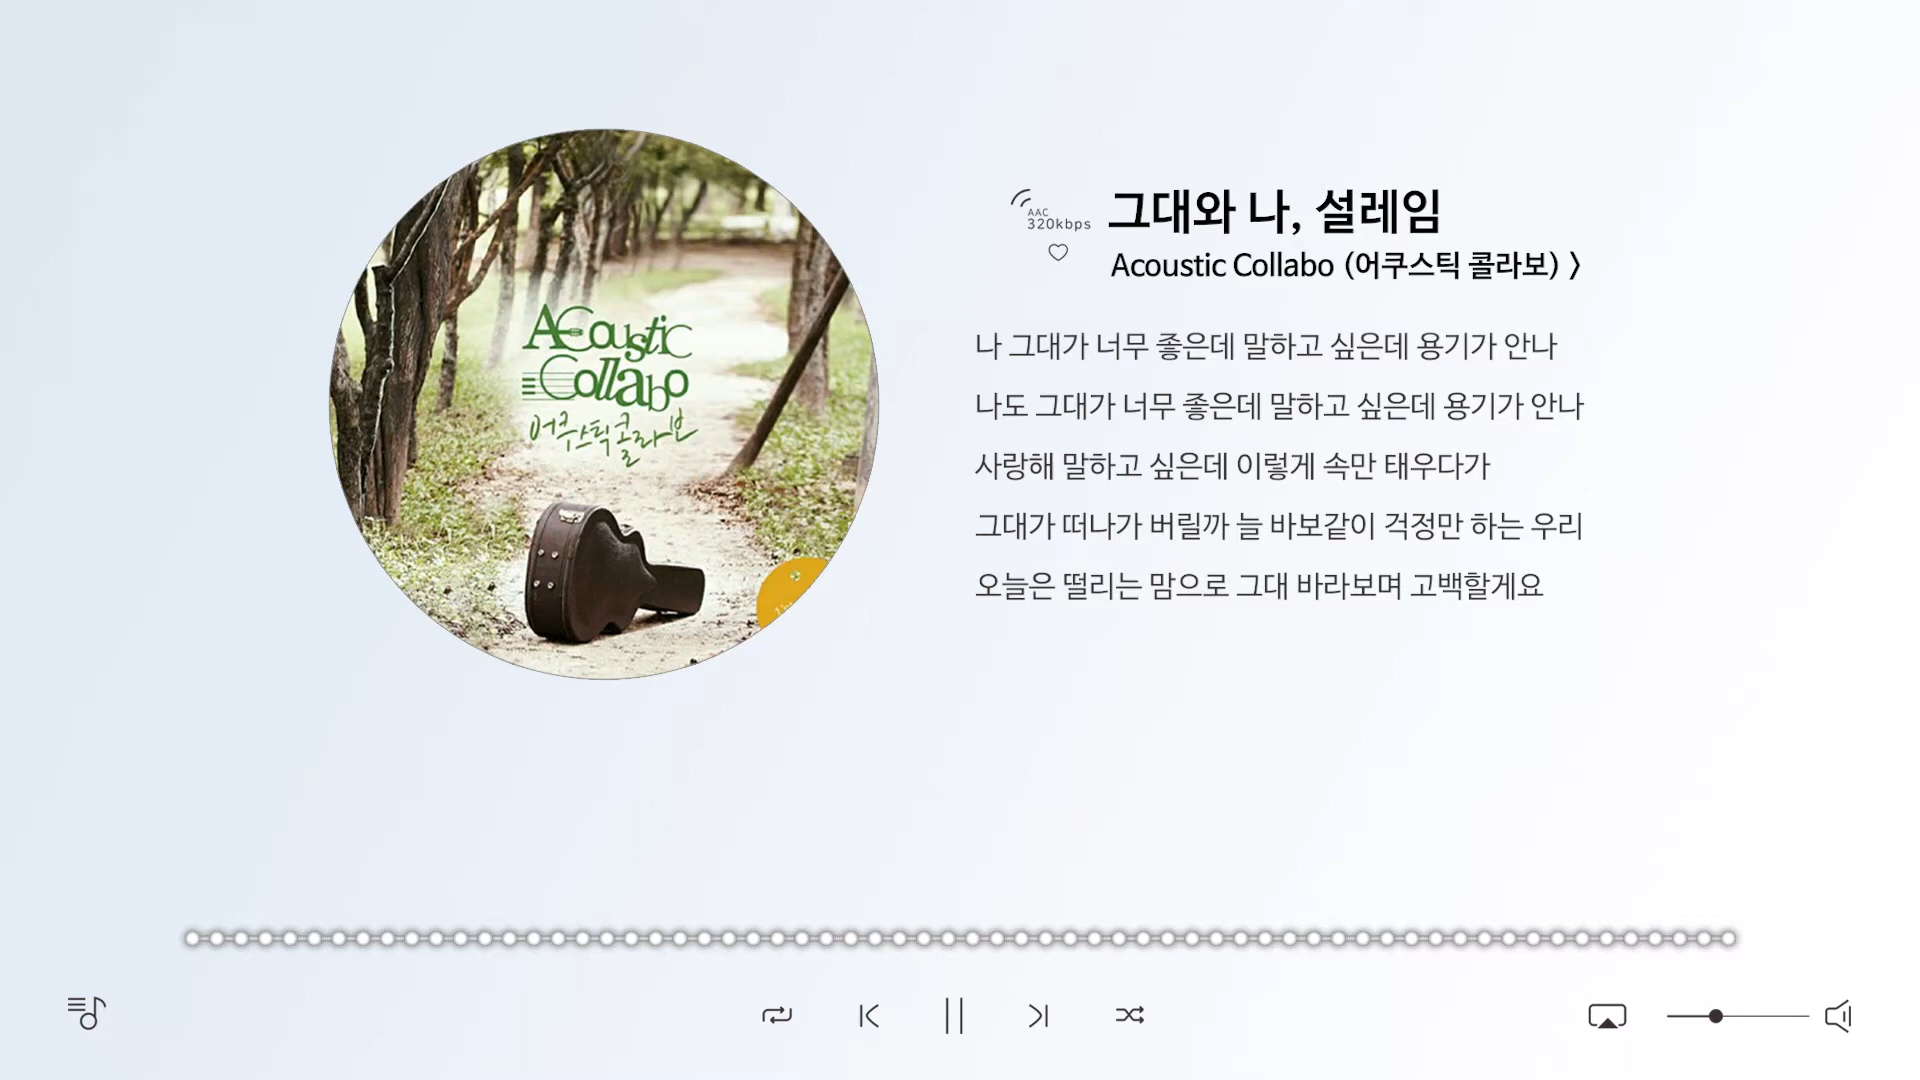 Acoustic
Collabo
어쿠스틱 콜라보
AAC
320kbps
그대와 나, 설레임
Acoustic Collabo (어쿠스틱 콜라보) 〉
나 그대가 너무 좋은데 말하고 싶은데 용기가 안나
나도 그대가 너무 좋은데 말하고 싶은데 용기가 안나
사랑해 말하고 싶은데 이렇게 속만 태우다가
그대가 떠나가 버릴까 늘 바보같이 걱정만 하는 우리
오늘은 떨리는 맘으로 그대 바라보며 고백할게요